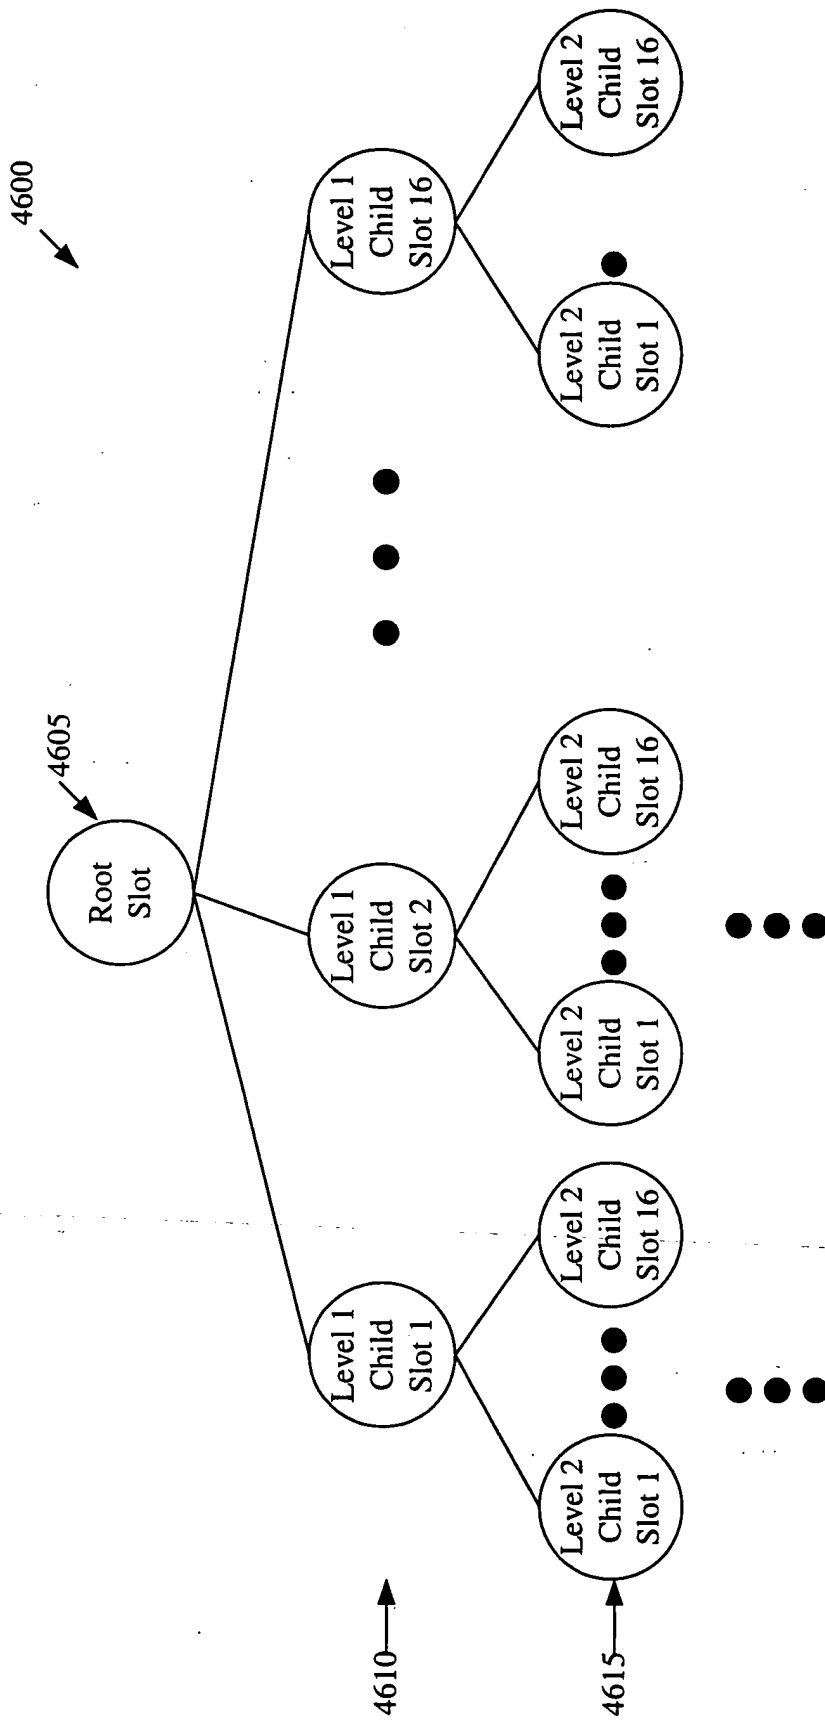 4600
4605
Root
Slot
4610
Level 1
Child
Slot 1
Level 1
Child
Slot 2
Level 1
Child
Slot 16
4615
Level 2
Child
Slot 1
Level 2
Child
Slot 16
Level 2
Child
Slot 1
Level 2
Child
Slot 16
Level 2
Child
Slot 1
Level 2
Child
Slot 16